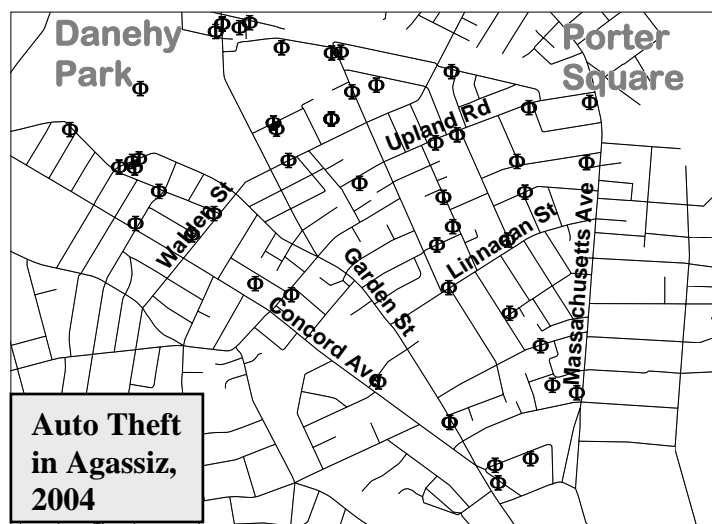 Danehy
Park
Porter
Square
Upland Rd
Walden St
Linnaean St
Garden St
Concord Ave
Massachusetts Ave
Auto Theft
in Agassiz,
2004